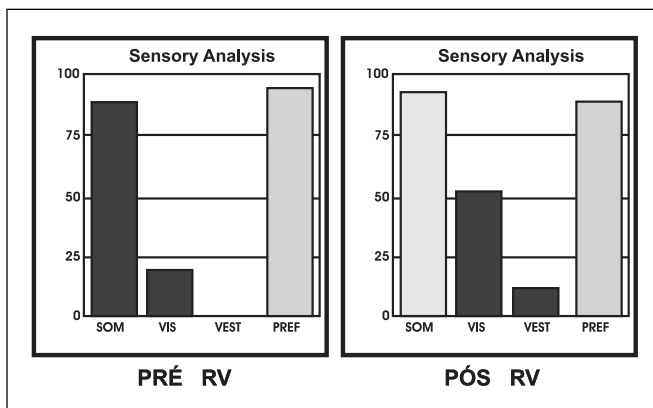 Sensory Analysis
100
75
50
25
0
SOM VIS VEST PREF
PRÉ RV
Sensory Analysis
100
75
50
25
0
SOM VIS VEST PREF
PÓS RV